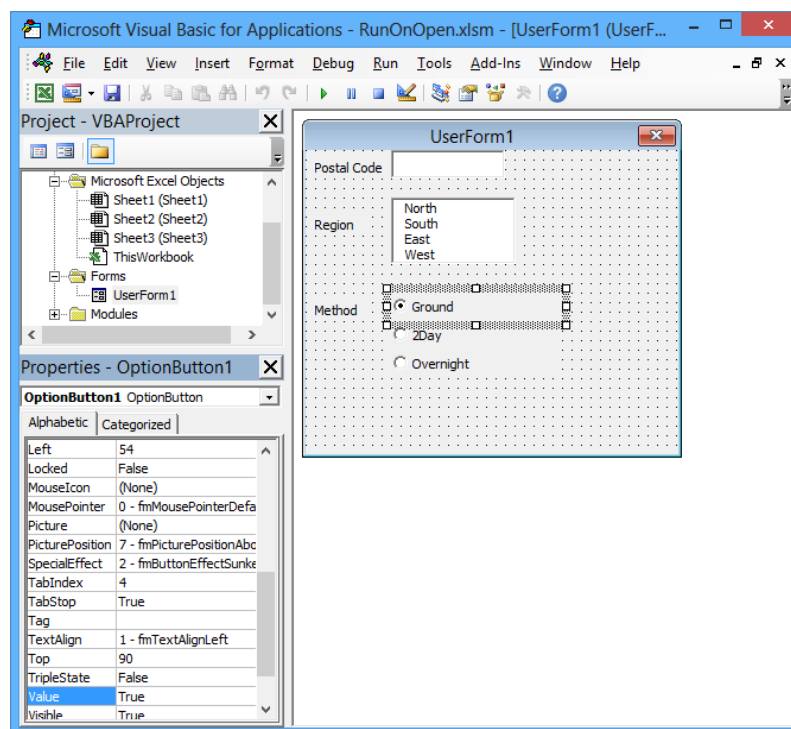 Microsoft Visual Basic for Applications - RunOnOpen.xlsm - [UserForm1 (UserF...
File Edit View Insert Format Debug Run Tools Add-Ins Window Help
Project - VBAProject
Microsoft Excel Objects
Sheet1 (Sheet1)
Sheet2 (Sheet2)
Sheet3 (Sheet3)
ThisWorkbook
Forms
UserForm1
Modules
Properties - OptionButton1
OptionButton1 OptionButton
Alphabetic Categorized
Left 54
Locked False
MouseIcon (None)
MousePointer 0 - fmMousePointerDefa
Picture (None)
PicturePosition 7 - fmPicturePositionAbo
SpecialEffect 2 - fmButtonEffectSunke
TabIndex 4
TabStop True
Tag
TextAlign 1 - fmTextAlignLeft
Top 90
TripleState False
Value True
Visible True
UserForm1
Postal Code
Region
North
South
East
West
Method
Ground
2Day
Overnight